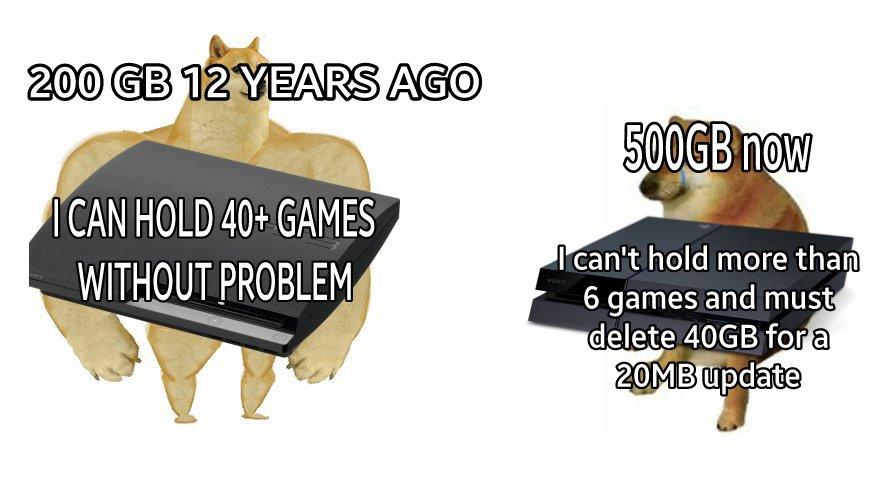 200 GB 12 YEARS AGO
I CAN HOLD 40+ GAMES
WITHOUT PROBLEM
500GB now
SONY
I can't hold more than
6 games and must
delete 40GB for a
20MB update